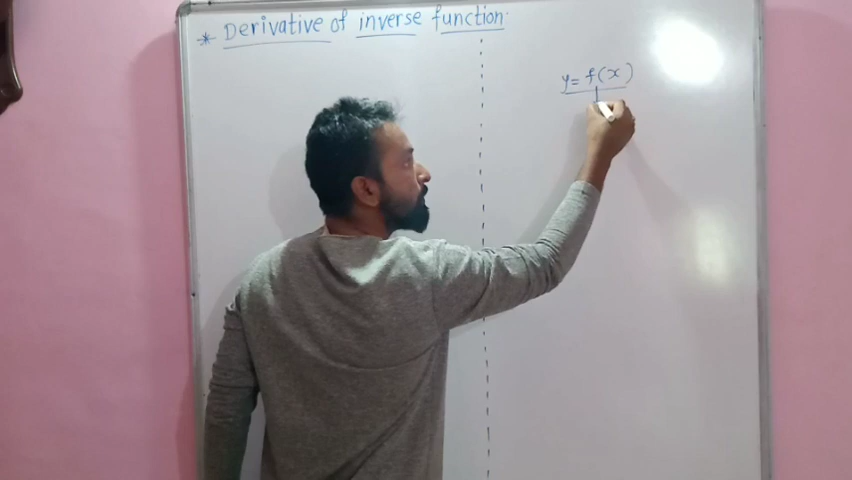 * Derivative of inverse function.
y = f(x)